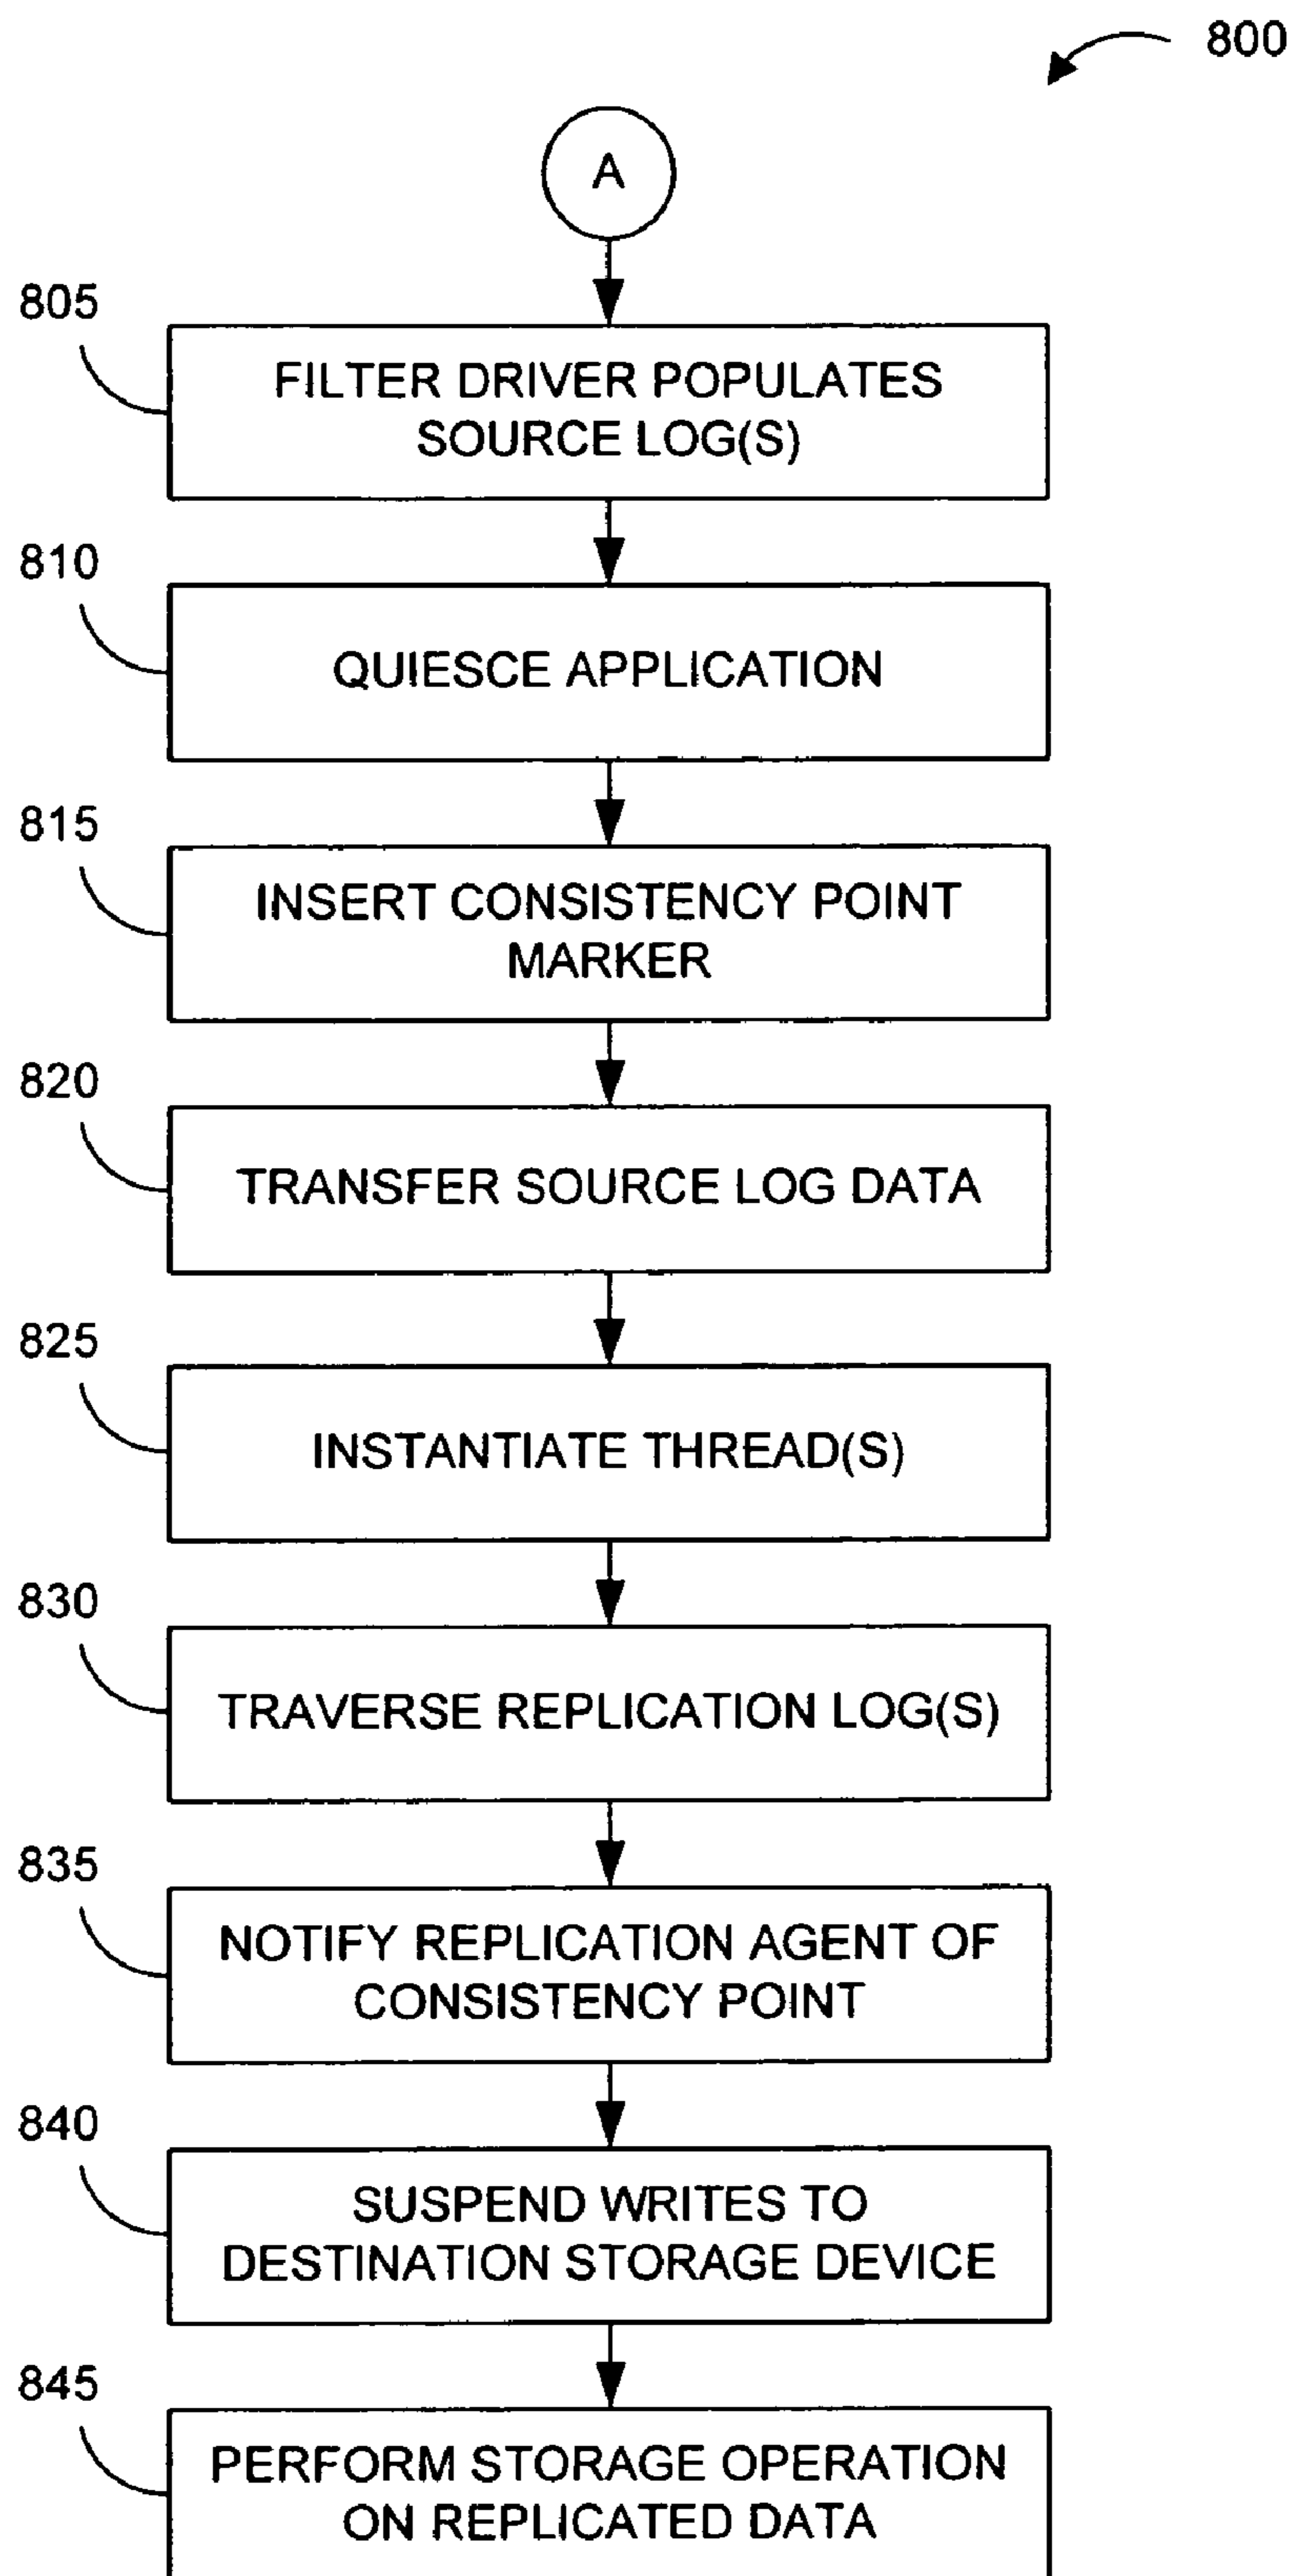 800
A
805
FILTER DRIVER POPULATES
SOURCE LOG(S)
810
QUIESCE APPLICATION
815
INSERT CONSISTENCY POINT
MARKER
820
TRANSFER SOURCE LOG DATA
825
INSTANTIATE THREAD(S)
830
TRAVERSE REPLICATION LOG(S)
835
NOTIFY REPLICATION AGENT OF
CONSISTENCY POINT
840
SUSPEND WRITES TO
DESTINATION STORAGE DEVICE
845
PERFORM STORAGE OPERATION
ON REPLICATED DATA